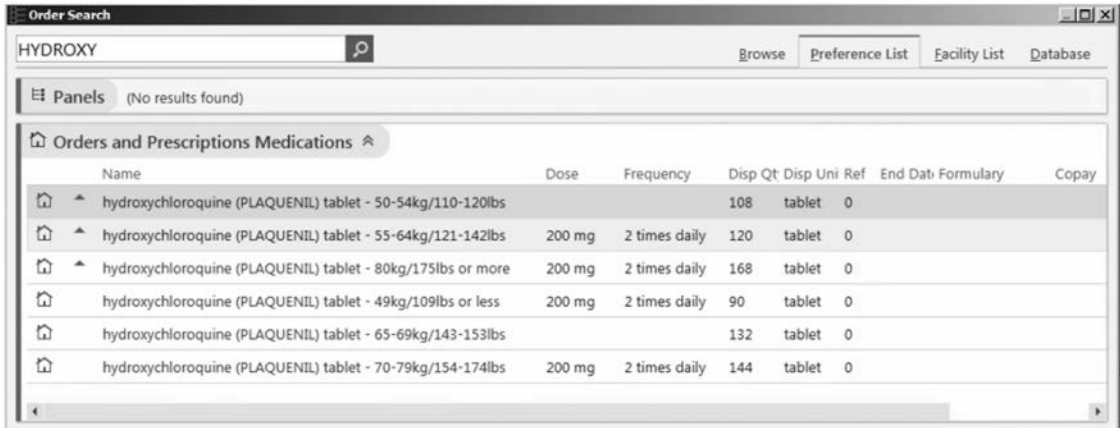 Order Search
HYDROXY
Browse Preference List Facility List Database
Panels (No results found)
Orders and Prescriptions Medications
Name Dose Frequency Disp Qt Disp Uni Ref End Dat Formulary Copay
hydroxychloroquine (PLAQUENIL) tablet - 50-54kg/110-120lbs 108 tablet 0
hydroxychloroquine (PLAQUENIL) tablet - 55-64kg/121-142lbs 200 mg 2 times daily 120 tablet 0
hydroxychloroquine (PLAQUENIL) tablet - 80kg/175lbs or more 200 mg 2 times daily 168 tablet 0
hydroxychloroquine (PLAQUENIL) tablet - 49kg/109lbs or less 200 mg 2 times daily 90 tablet 0
hydroxychloroquine (PLAQUENIL) tablet - 65-69kg/143-153lbs 132 tablet 0
hydroxychloroquine (PLAQUENIL) tablet - 70-79kg/154-174lbs 200 mg 2 times daily 144 tablet 0